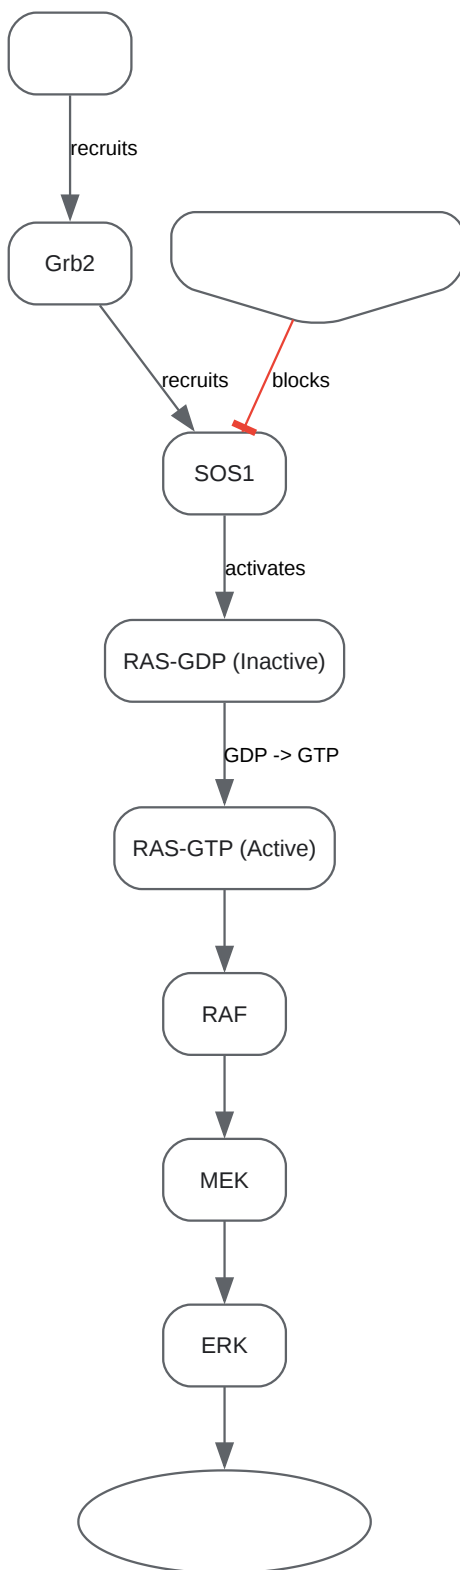 recruits
Grb2
recruits
blocks
SOS1
activates
RAS-GDP (Inactive)
GDP -> GTP
RAS-GTP (Active)
RAF
MEK
ERK